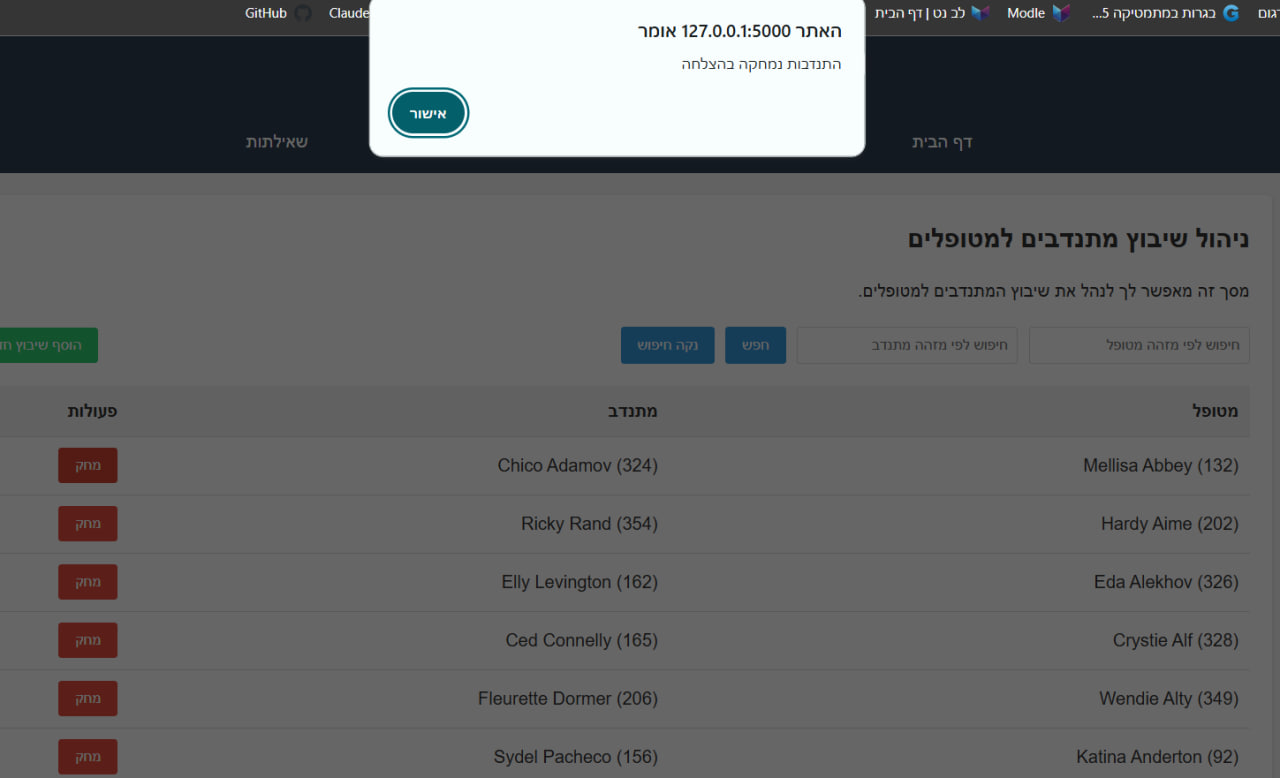 דגום בגרות במתמטיקה 5... Modle לב נט | דף הבית Claude GitHub
האתר 127.0.0.1:5000 אומר
התנדבות נמחקה בהצלחה
אישור
דף הבית שאילתות
ניהול שיבוץ מתנדבים למטופלים
מסך זה מאפשר לך לנהל את שיבוץ המתנדבים למטופלים.
חיפוש לפי מזהה מטופל חיפוש לפי מזהה מתנדב חפש נקה חיפוש הוסף שיבוץ חד
מטופל מתנדב פעולות
Mellisa Abbey (132) Chico Adamov (324) מחק
Hardy Aime (202) Ricky Rand (354) מחק
Eda Alekhov (326) Elly Levington (162) מחק
Crystie Alf (328) Ced Connelly (165) מחק
Wendie Alty (349) Fleurette Dormer (206) מחק
Katina Anderton (92) Sydel Pacheco (156) מחק